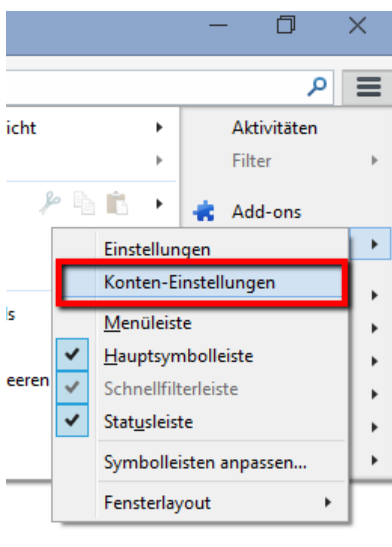 icht
Aktivitäten
Filter
Add-ons
Einstellungen
Konten-Einstellungen
ls
Menüleiste
Hauptsymbolleiste
eeren
Schnellfilterleiste
Statusleiste
Symbolleisten anpassen...
Fensterlayout